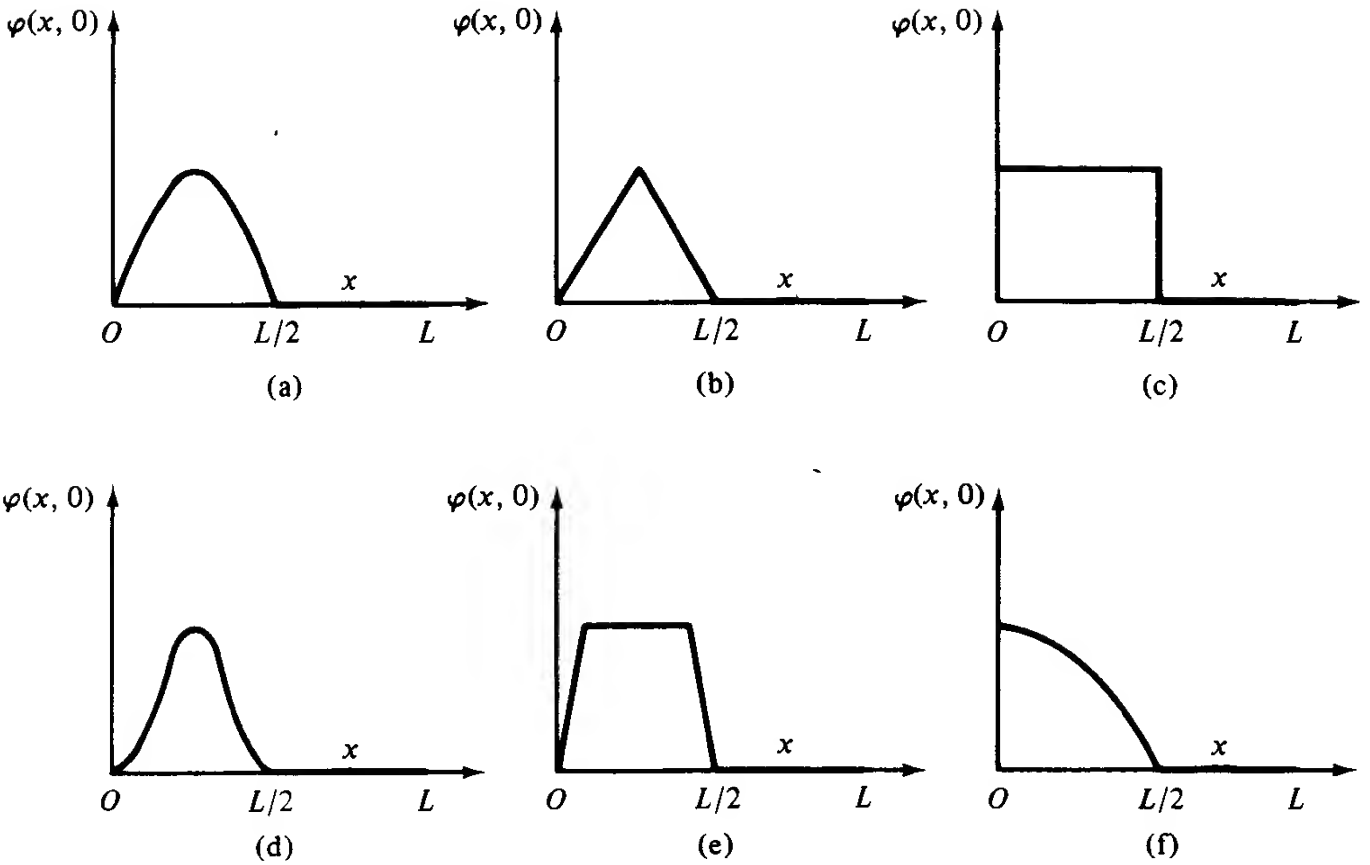 φ(x, 0) φ(x, 0) φ(x, 0)
x x x
O L/2 L O L/2 L O L/2 L
(a) (b) (c)
φ(x, 0) φ(x, 0) φ(x, 0)
x x x
O L/2 L O L/2 L O L/2 L
(d) (e) (f)